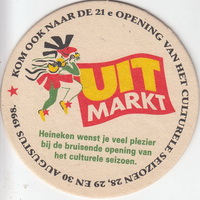 KOM OOK NAAR DE 21e OPENING VAN HET CULTURELE SEIZOEN 28, 29 EN 30 AUGUSTUS 1998.
UIT
MARKT
Heineken wenst je veel plezier
bij de bruisende opening van
het culturele seizoen.